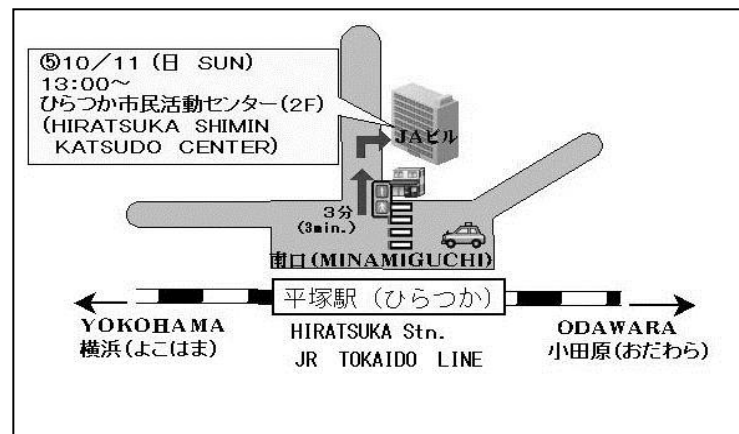 ⑤10/11 (日 SUN)
13:00～
ひらつか市民活動センター(2F)
(HIRATSUKA SHIMIN
KATSUDO CENTER)
JAビル
3分
(3min.)
南口(MINAMIGUCHI)
平塚駅 (ひらつか)
YOKOHAMA
横浜(よこはま)
HIRATSUKA Stn.
JR TOKAIDO LINE
ODAWARA
小田原(おだわら)